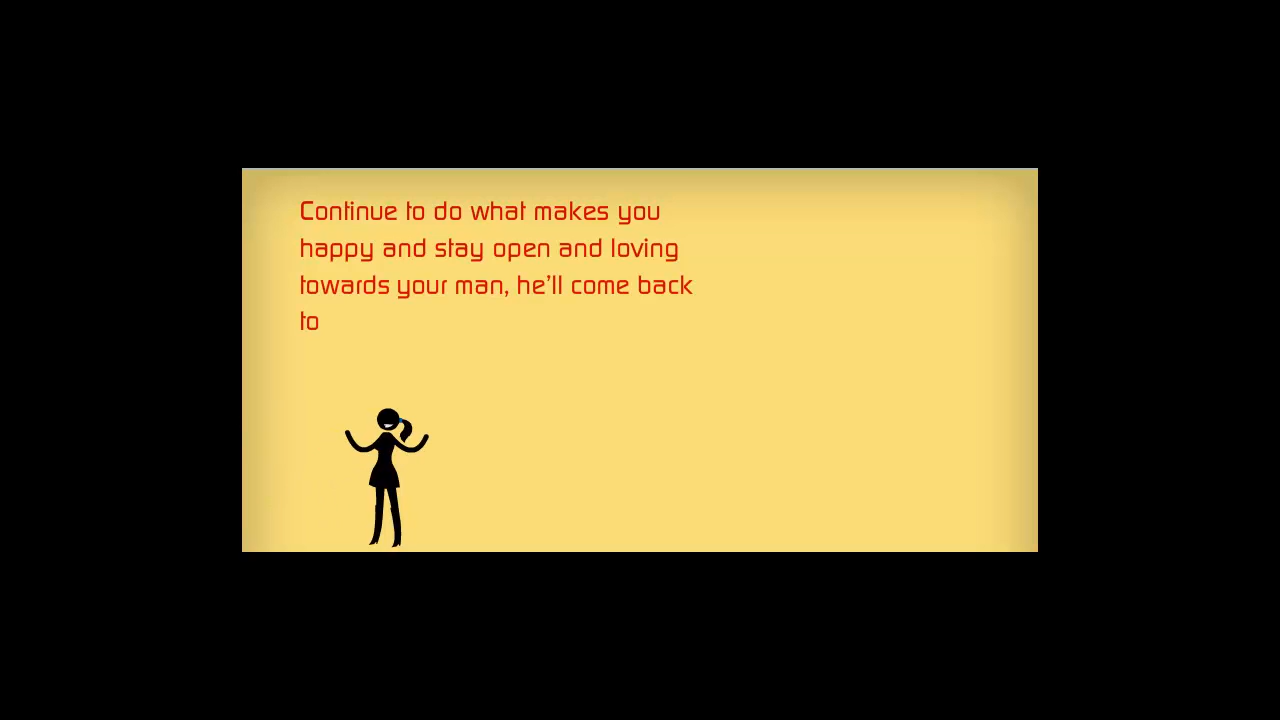 Continue to do what makes you
happy and stay open and loving
towards your man, he’ll come back
to